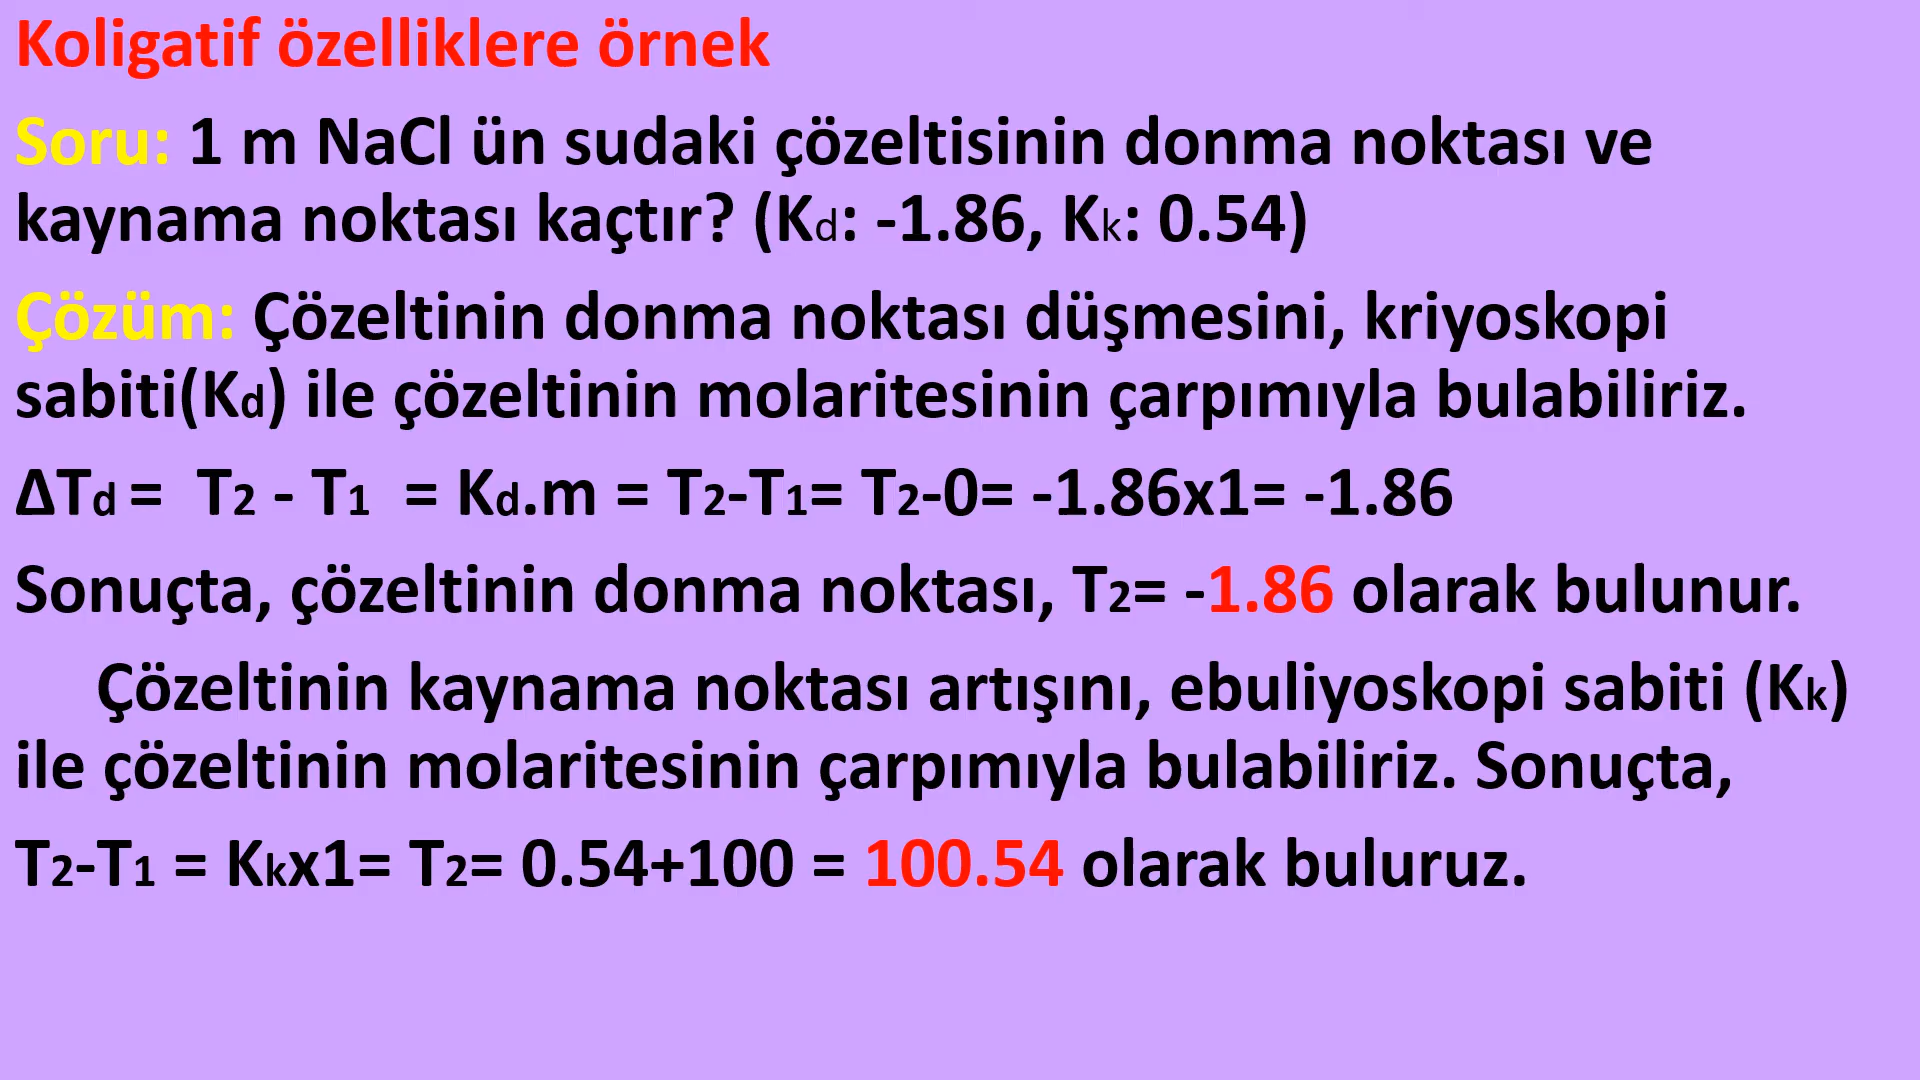 Koligatif özelliklere örnek
Soru: 1 m NaCl ün sudaki çözeltisinin donma noktası ve
kaynama noktası kaçtır? (Kd: -1.86, Kk: 0.54)
Çözüm: Çözeltinin donma noktası düşmesini, kriyoskopi
sabiti(Kd) ile çözeltinin molaritesinin çarpımıyla bulabiliriz.
ΔTd = T2 - T1 = Kd.m = T2-T1= T2-0= -1.86x1= -1.86
Sonuçta, çözeltinin donma noktası, T2= -1.86 olarak bulunur.
Çözeltinin kaynama noktası artışını, ebuliyoskopi sabiti (Kk)
ile çözeltinin molaritesinin çarpımıyla bulabiliriz. Sonuçta,
T2-T1 = Kkx1= T2= 0.54+100 = 100.54 olarak buluruz.